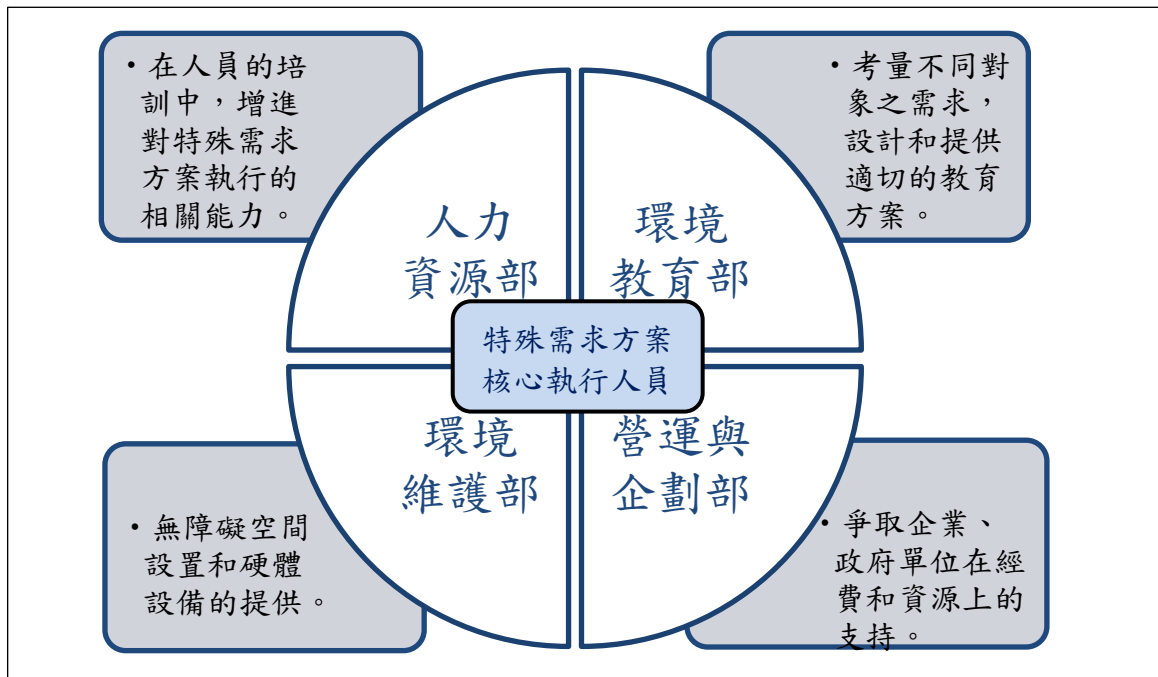 •在人員的培
訓中，增進
對特殊需求
方案執行的
相關能力。
•考量不同對
象之需求，
設計和提供
適切的教育
方案。
人力
資源部
環境
教育部
特殊需求方案
核心執行人員
環境
維護部
營運與
企劃部
•無障礙空間
設置和硬體
設備的提供。
•爭取企業、
政府單位在經
費和資源上的
支持。